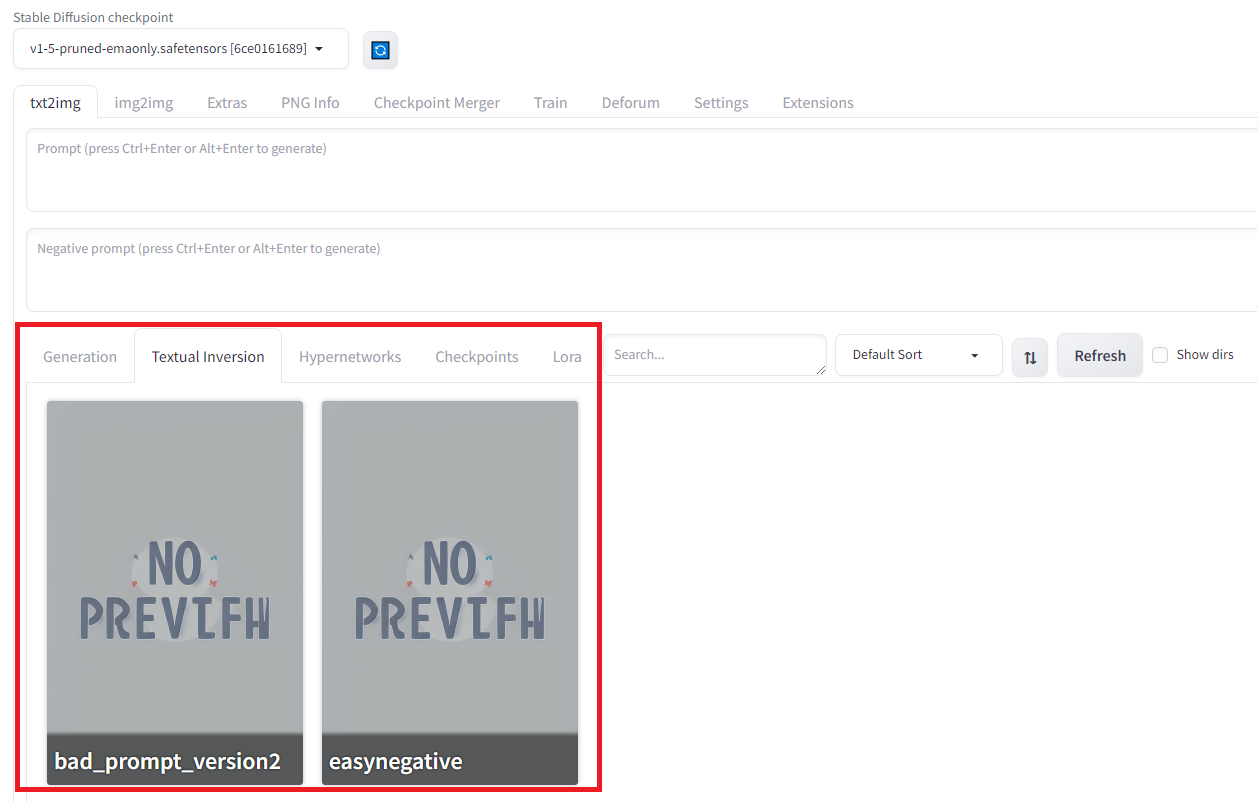 Stable Diffusion checkpoint
v1-5-pruned-emaonly.safetensors [6ce0161689]
txt2img img2img Extras PNG Info Checkpoint Merger Train Deforum Settings Extensions
Prompt (press Ctrl+Enter or Alt+Enter to generate)
Negative prompt (press Ctrl+Enter or Alt+Enter to generate)
Generation Textual Inversion Hypernetworks Checkpoints Lora Search... Default Sort Refresh Show dirs
NO NO
PREVIFW PREVIFW
bad_prompt_version2 easynegative